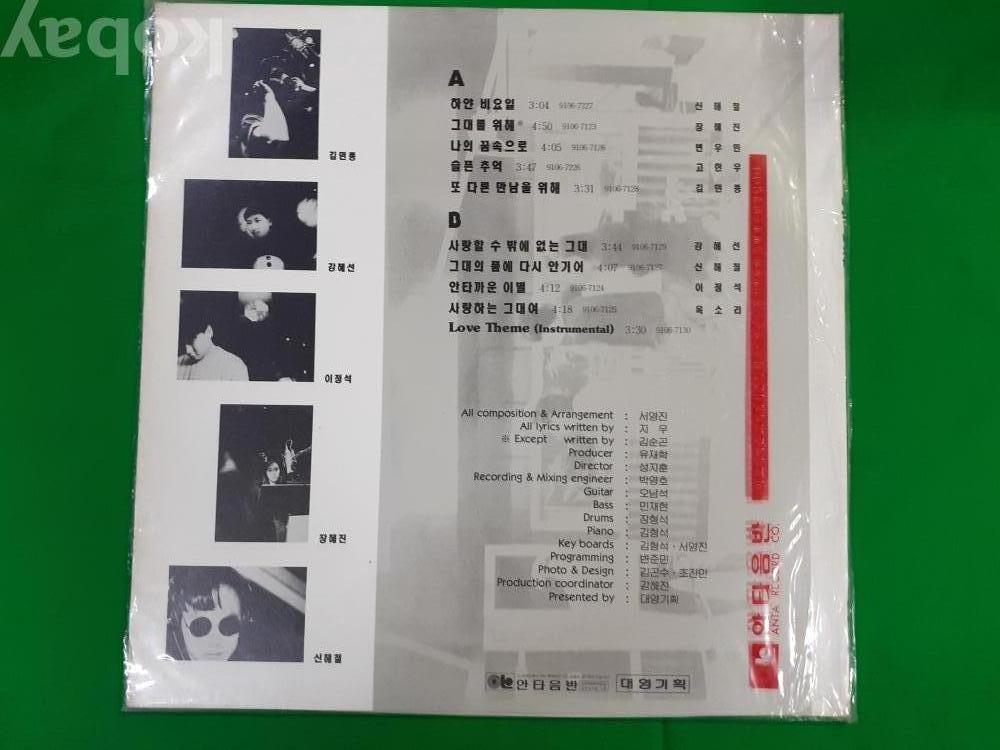 kobay
A
하얀 비요일 3:04 9106-7227 신 해 철
그대를 위해※ 4:50 9106-7123 장 혜 진
나의 꿈속으로 4:05 9106-7126 변 우 민
슬픈 추억 3:47 9106-7226 고 현 우
또 다른 만남을 위해 3:31 9106-7128 김 민 종
B
사랑할 수 밖에 없는 그대 3:44 9106-7129 강 혜 선
그대의 품에 다시 안기어 4:07 9106-7127 신 해 철
안타까운 이별 4:12 9106-7124 이 정 석
사랑하는 그대여 4:18 9106-7125 옥 소 리
Love Theme (Instrumental) 3:30 9106-7130
김민종
강혜선
이정석
장혜진
신해철
All composition & Arrangement : 서영진
All lyrics written by : 지 우
※ Except written by : 김순곤
Producer : 유재학
Director : 성지훈
Recording & Mixing engineer : 박영호
Guitar : 오남석
Bass : 민재현
Drums : 장형석
Piano : 김형석
Key boards : 김형석 · 서영진
Programming : 변준민
Photo & Design : 김곤수 · 조진만
Production coordinator : 강혜진
Presented by : 대영기획
안타음반
대영기획
안타음반
ANTA RECORD CO.